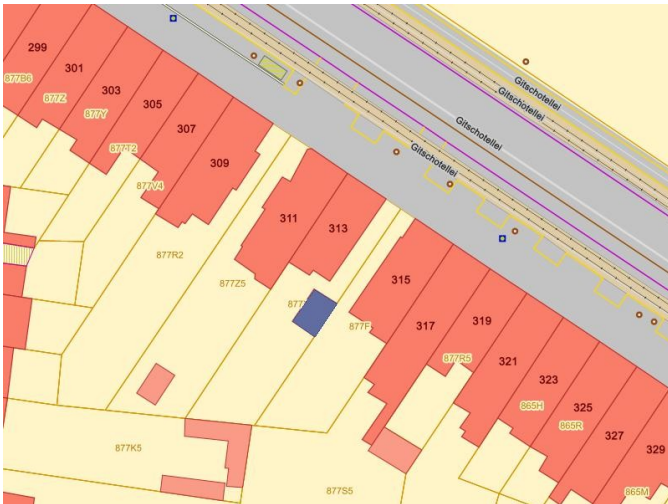 299
301
303
305
307
309
311
313
315
317
319
321
323
325
327
329
Gitschotellei
Gitschotellei
Gitschotellei
Gitschotellei
877B6
877Z
877Y
877T2
877V4
877R2
877Z5
877F
877R5
865H
865R
877K5
877S5
865M